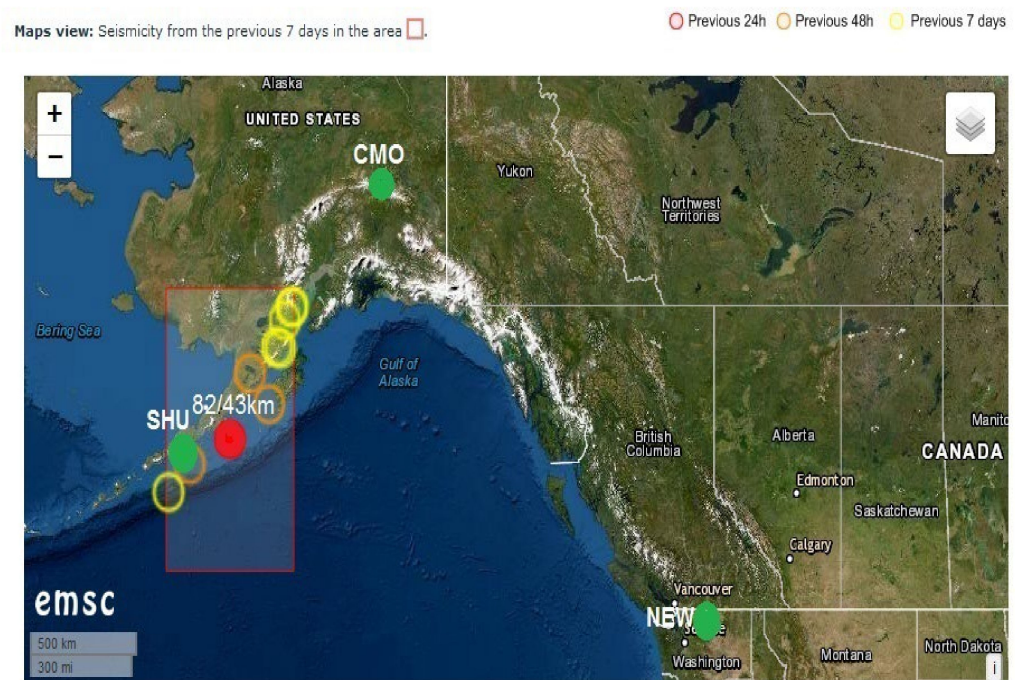 Maps view: Seismicity from the previous 7 days in the area .
Previous 24h Previous 48h Previous 7 days
+
−
Alaska
UNITED STATES
CMO
Yukon
Northwest
Territories
Bering Sea
Gulf of
Alaska
82/43km
SHU
British
Columbia
Alberta
Manito
CANADA
Edmonton
Saskatchewan
Calgary
emsc
Vancouver
NEW
Washington
Montana
North Dakota
500 km
300 mi
i